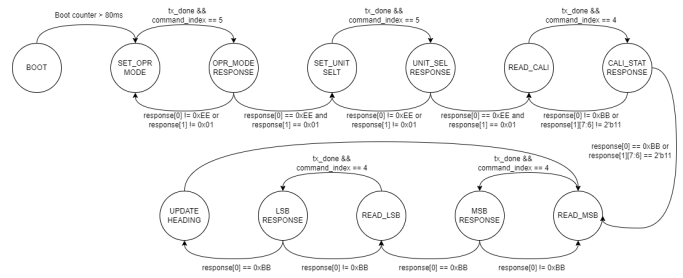 Boot counter > 80ms
tx_done &&
command_index == 5
tx_done &&
command_index == 5
tx_done &&
command_index == 4
BOOT
SET_OPR
MODE
OPR_MODE
RESPONSE
SET_UNIT
SELT
UNIT_SEL
RESPONSE
READ_CALI
CALI_STAT
RESPONSE
response[0] != 0xEE or
response[1] != 0x01
response[0] == 0xEE and
response[1] == 0x01
response[0] != 0xEE or
response[1] != 0x01
response[0] == 0xEE and
response[1] == 0x01
response[0] != 0xBB or
response[1][7:6] != 2'b11
response[0] == 0xBB or
response[1][7:6] == 2'b11
tx_done &&
command_index == 4
tx_done &&
command_index == 4
UPDATE
HEADING
LSB
RESPONSE
READ_LSB
MSB
RESPONSE
READ_MSB
response[0] == 0xBB
response[0] != 0xBB
response[0] == 0xBB
response[0] != 0xBB